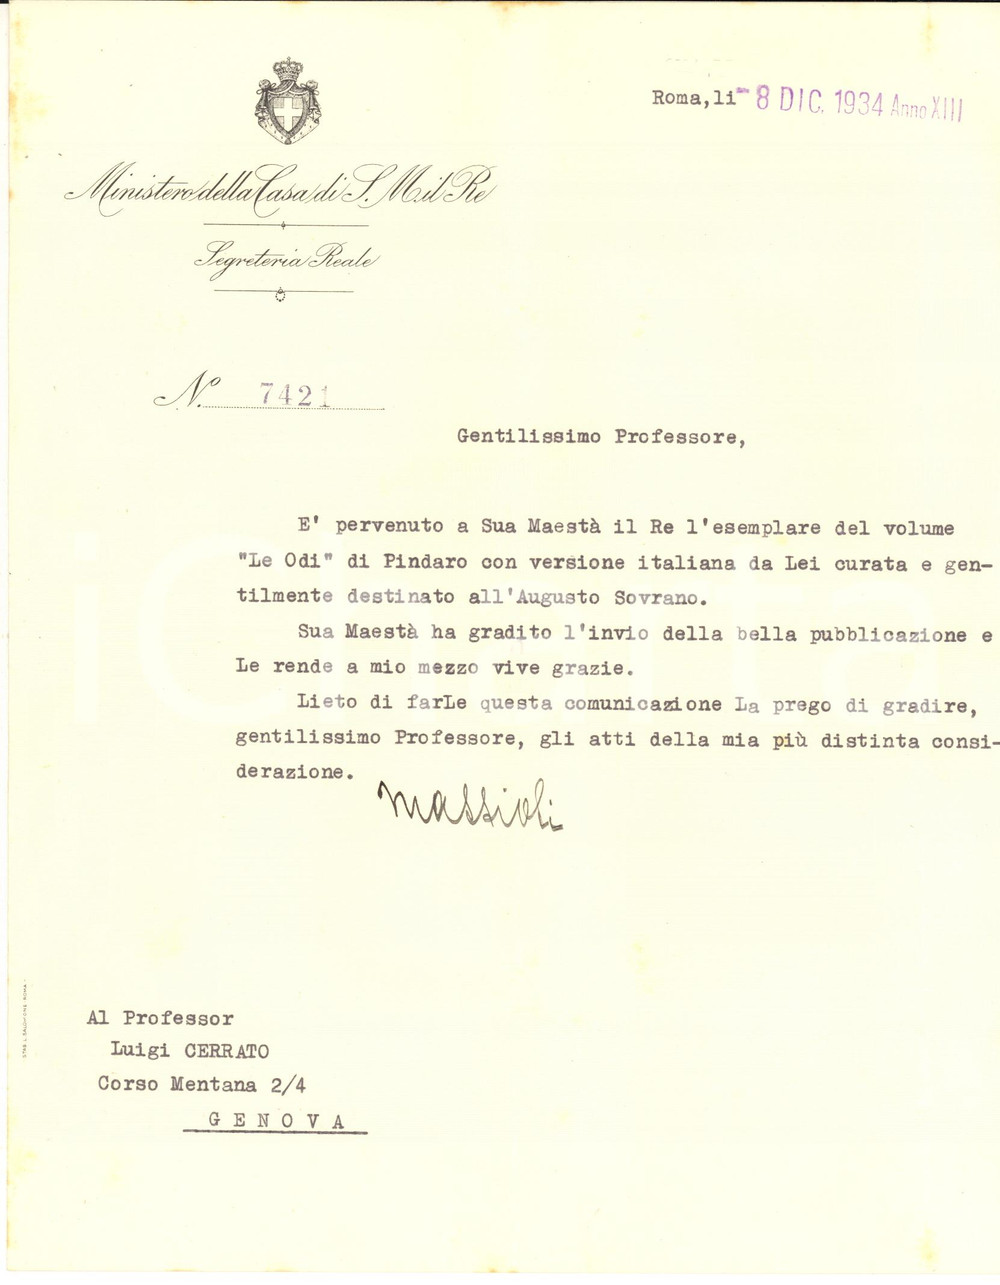 Roma,li - 8 DIC. 1934 Anno XIII
Ministero della Casa di S. M. il Re
Segreteria Reale
N.° 7421
Gentilissimo Professore,
E' pervenuto a Sua Maestà il Re l'esemplare del volume
"Le Odi" di Pindaro con versione italiana da Lei curata e gen-
tilmente destinato all'Augusto Sovrano.
Sua Maestà ha gradito l'invio della bella pubblicazione e
Le rende a mio mezzo vive grazie.
Lieto di farLe questa comunicazione La prego di gradire,
gentilissimo Professore, gli atti della mia più distinta consi-
derazione.
Massioli
STAB. L. SALOMONE - ROMA -
Al Professor
Luigi CERRATO
Corso Mentana 2/4
G E N O V A